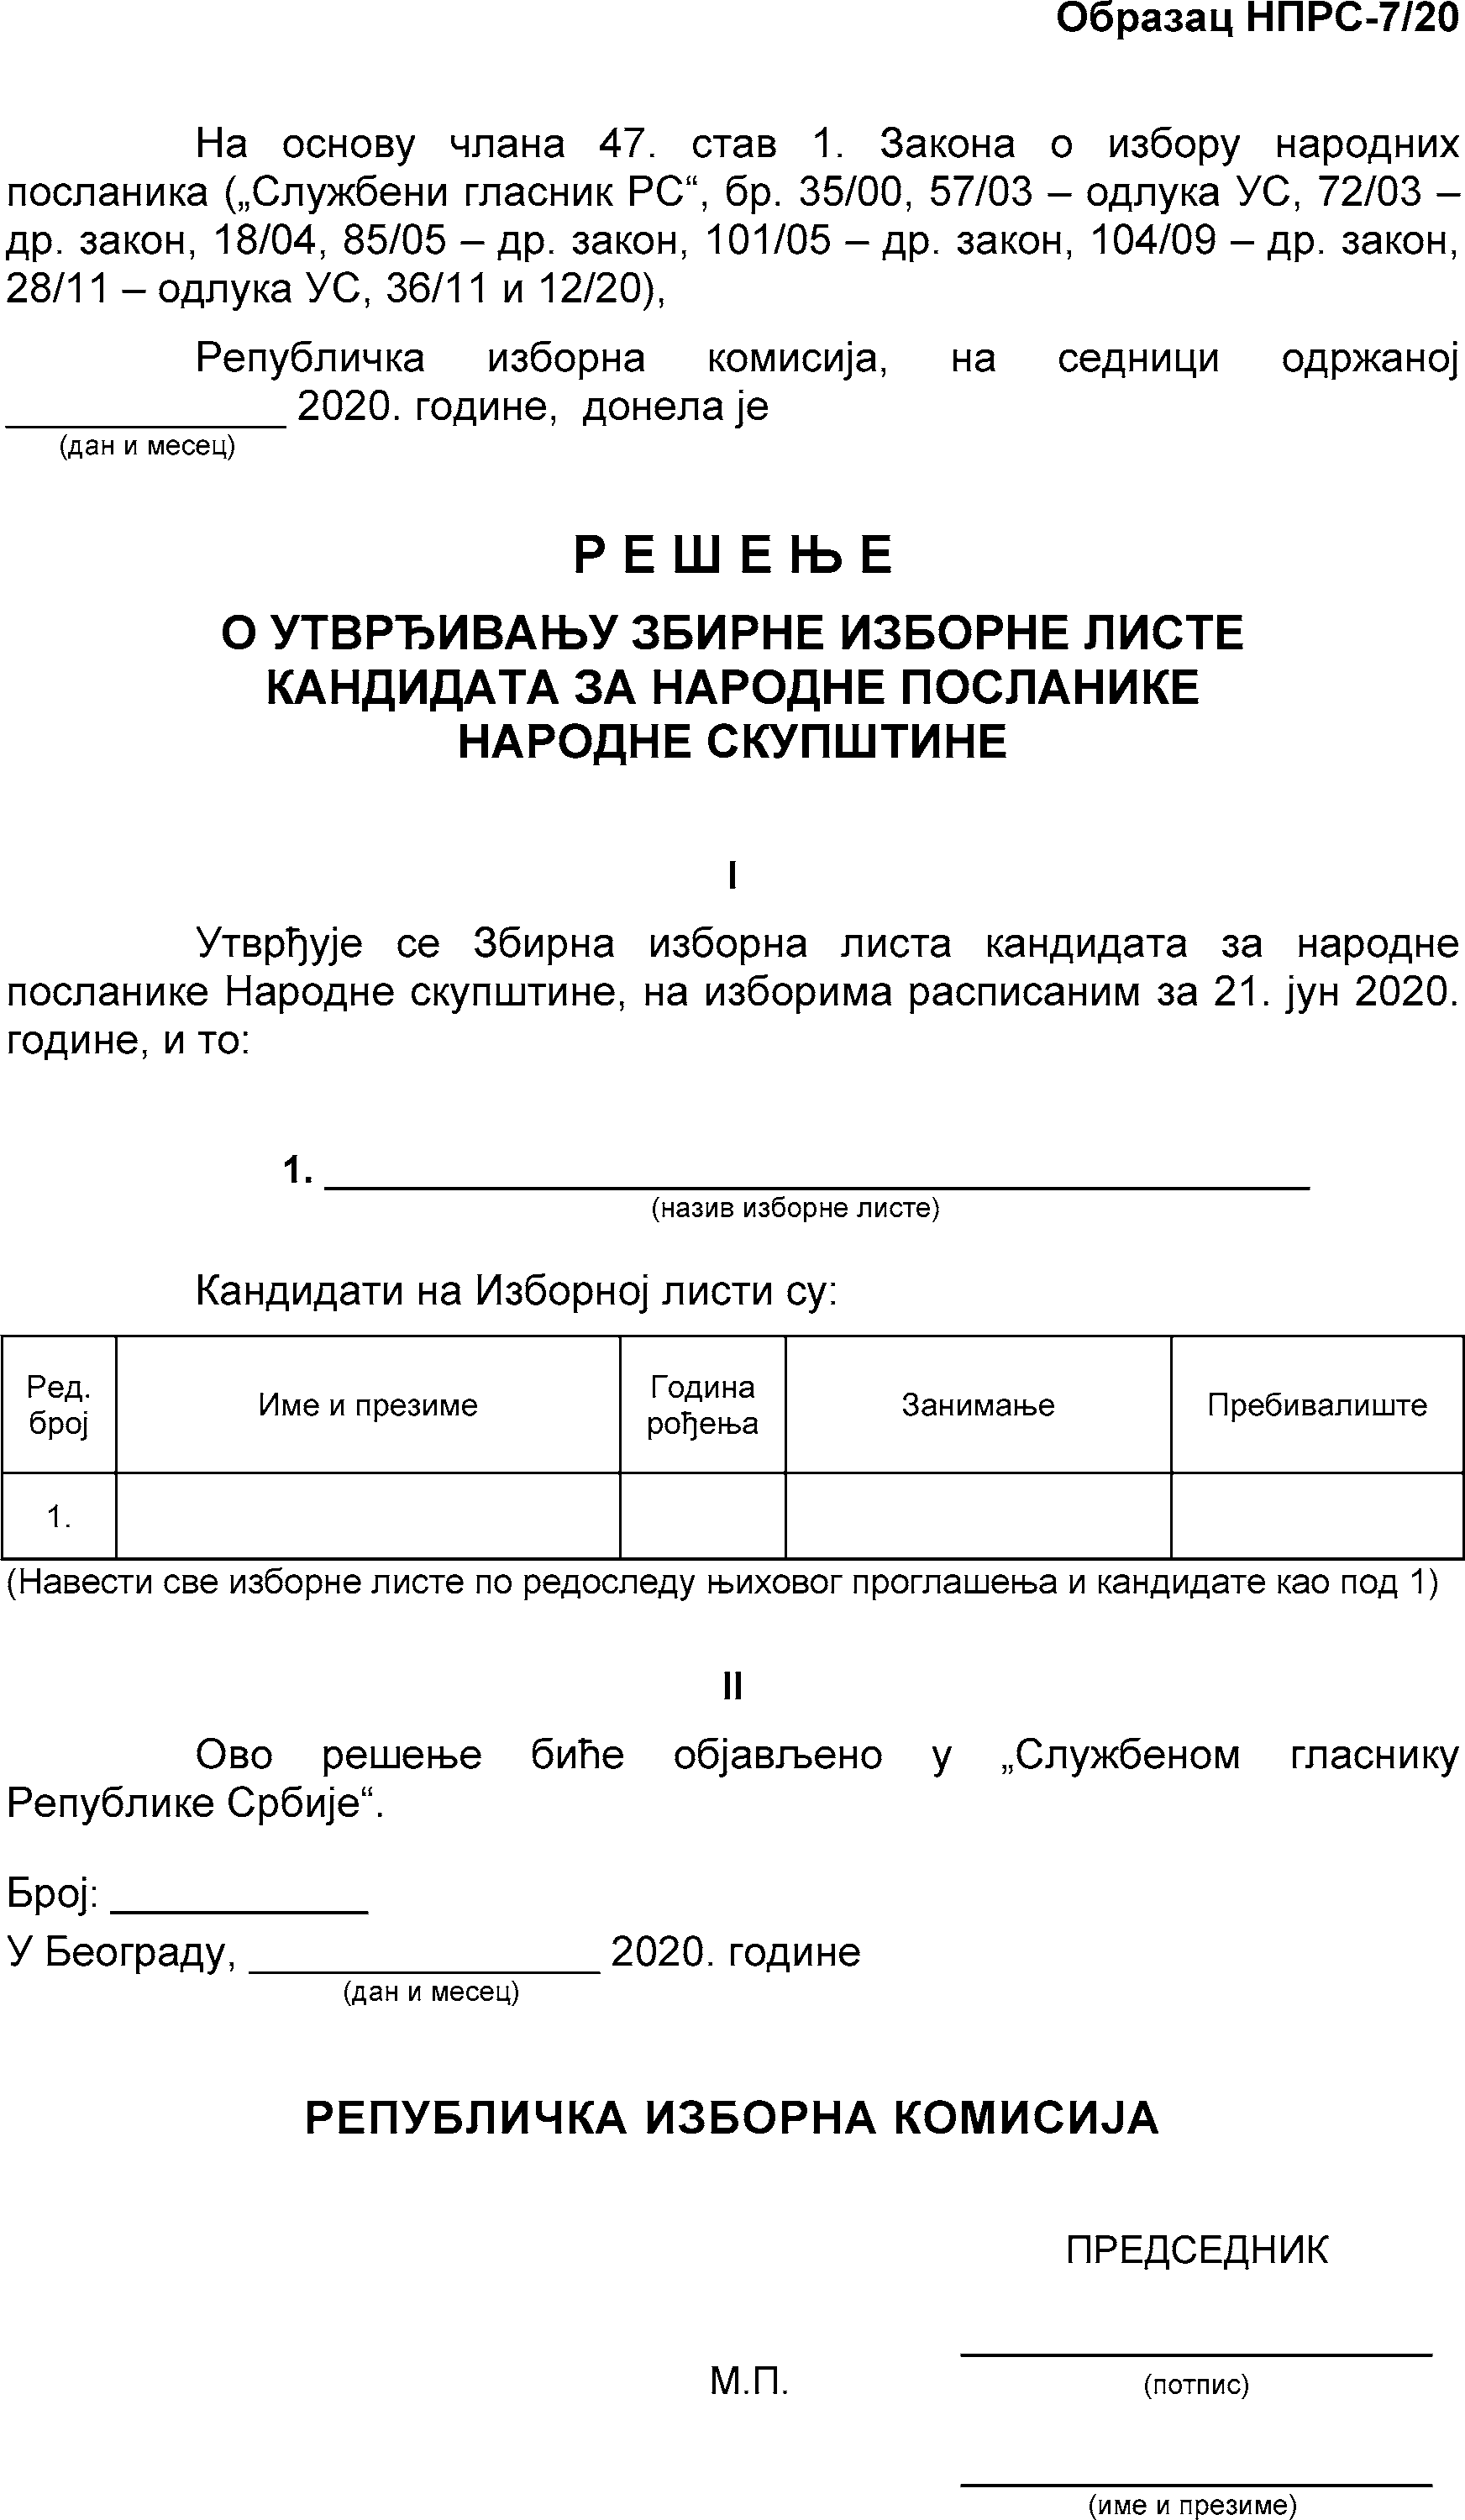 Образац НПРС-7/20
На основу члана 47. став 1. Закона о избору народних
посланика („Службени гласник РС“, бр. 35/00, 57/03 – одлука УС, 72/03 –
др. закон, 18/04, 85/05 – др. закон, 101/05 – др. закон, 104/09 – др. закон,
28/11 – одлука УС, 36/11 и 12/20),
Републичка изборна комисија, на седници одржаној
_____________ 2020. године, донела је
(дан и месец)
Р Е Ш Е Њ Е
О УТВРЂИВАЊУ ЗБИРНЕ ИЗБОРНЕ ЛИСТЕ
КАНДИДАТА ЗА НАРОДНЕ ПОСЛАНИКЕ
НАРОДНЕ СКУПШТИНЕ
I
Утврђује се Збирна изборна листа кандидата за народне
посланике Народне скупштине, на изборима расписаним за 21. јун 2020.
године, и то:
1. ______________________________
(назив изборне листе)
Кандидати на Изборној листи су:
Ред. број Име и презиме Година рођења Занимање Пребивалиште
1.
(Навести све изборне листе по редоследу њиховог проглашења и кандидате као под 1)
II
Ово решење биће објављено у „Службеном гласнику
Републике Србије“.
Број: ___________
У Београду, _______________ 2020. године
(дан и месец)
РЕПУБЛИЧКА ИЗБОРНА КОМИСИЈА
ПРЕДСЕДНИК
М.П.
(потпис)
(име и презиме)